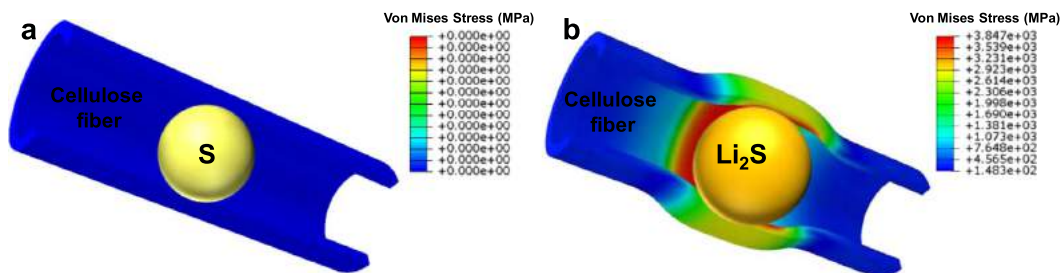 a
Von Mises Stress (MPa)
+0.000e+00
+0.000e+00
+0.000e+00
+0.000e+00
+0.000e+00
+0.000e+00
+0.000e+00
+0.000e+00
+0.000e+00
+0.000e+00
+0.000e+00
+0.000e+00
Cellulose
fiber
S
b
Von Mises Stress (MPa)
+3.847e+03
+3.539e+03
+3.231e+03
+2.923e+03
+2.614e+03
+2.306e+03
+1.998e+03
+1.690e+03
+1.381e+03
+1.073e+03
+7.648e+02
+4.565e+02
+1.483e+02
Cellulose
fiber
Li₂S